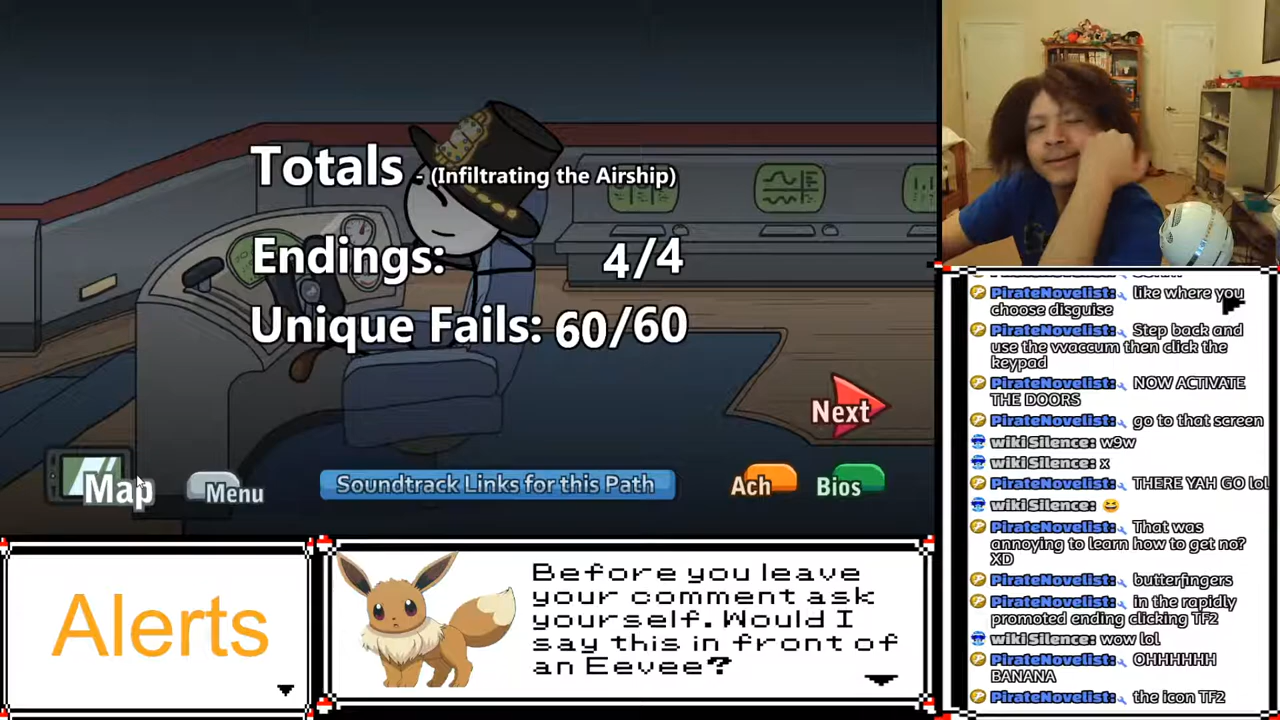 Totals - (Infiltrating the Airship)
Endings: 4/4
Unique Fails: 60/60
Next
Map
Menu
Soundtrack Links for this Path
Ach
Bios
Alerts
Before you leave
your comment ask
yourself. Would I
say this in front of
an Eevee?
PirateNovelist: like where you
choose disguise
PirateNovelist: Step back and
use the vvaccum then click the
keypad
PirateNovelist: NOW ACTIVATE
THE DOORS
PirateNovelist: go to that screen
wiki Silence: w9w
wiki Silence: x
PirateNovelist: THERE YAH GO lol
wiki Silence: 😆
PirateNovelist: That was
annoying to learn how to get no?
XD
PirateNovelist: butterfingers
PirateNovelist: in the rapidly
promoted ending clicking TF2
wiki Silence: wow lol
PirateNovelist: OHHHHHH
BANANA
PirateNovelist: the icon TF2